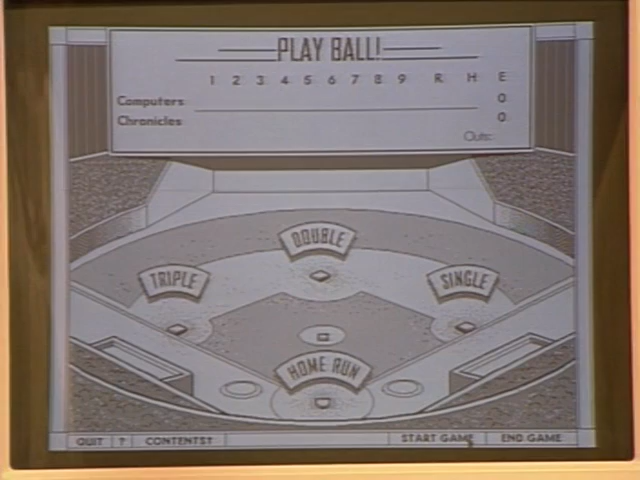 PLAY BALL!
1 2 3 4 5 6 7 8 9 R H E
Computers 0
Chronicles 0
Outs:
DOUBLE
TRIPLE SINGLE
HOME RUN
QUIT ? CONTENTS↑ START GAME END GAME